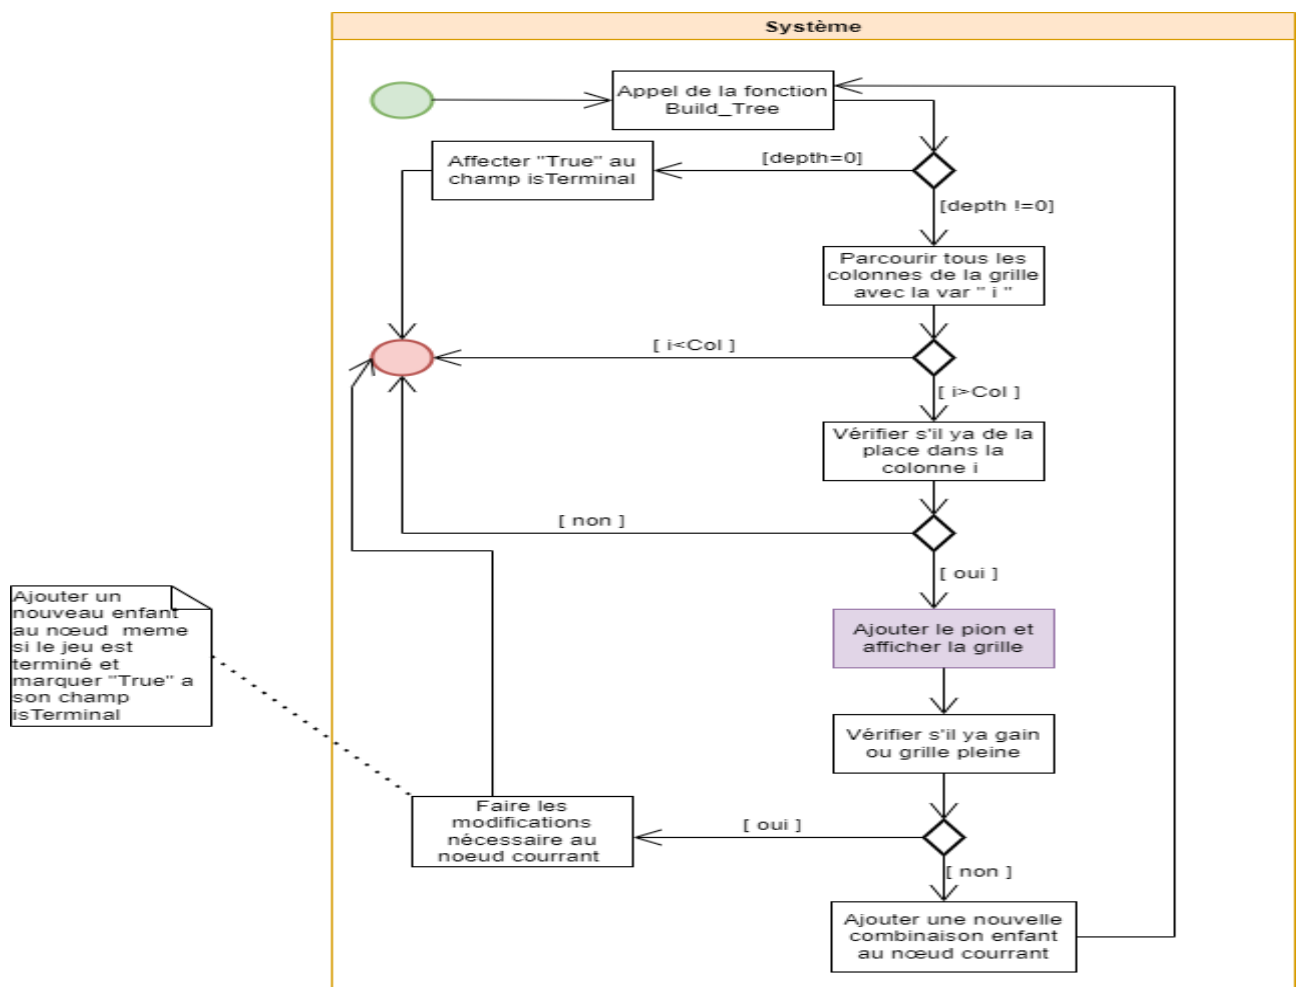 Système
Appel de la fonction
Build_Tree
Affecter "True" au
champ isTerminal
[depth=0]
[depth !=0]
Parcourir tous les
colonnes de la grille
avec la var " i "
[ i<Col ]
[ i>Col ]
Vérifier s'il ya de la
place dans la
colonne i
[ non ]
[ oui ]
Ajouter un
nouveau enfant
au nœud meme
si le jeu est
terminé et
marquer "True" a
son champ
isTerminal
Ajouter le pion et
afficher la grille
Vérifier s'il ya gain
ou grille pleine
Faire les
modifications
nécessaire au
noeud courrant
[ oui ]
[ non ]
Ajouter une nouvelle
combinaison enfant
au nœud courrant